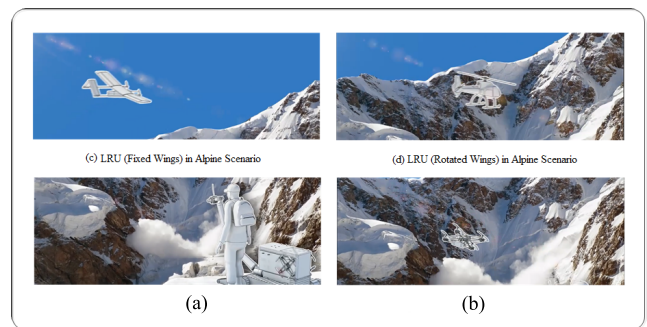 (c) LRU (Fixed Wings) in Alpine Scenario
(d) LRU (Rotated Wings) in Alpine Scenario
(a)
(b)